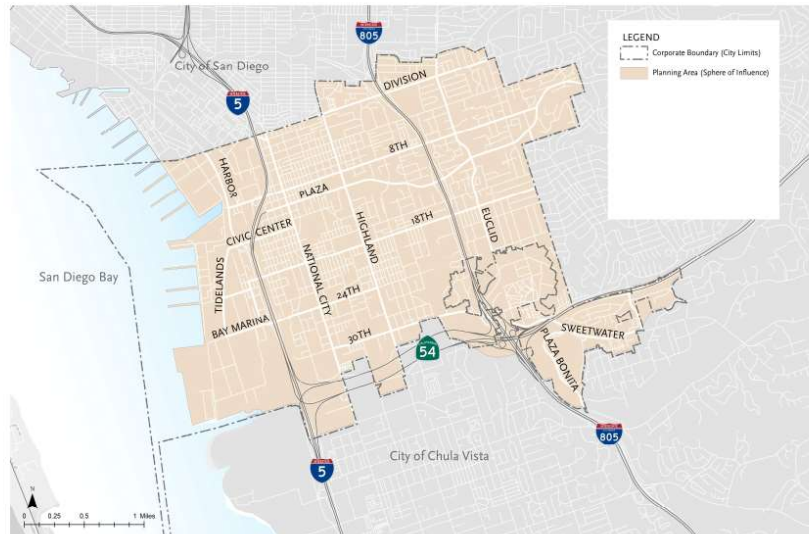 LEGEND
Corporate Boundary (City Limits)
Planning Area (Sphere of Influence)
805
City of San Diego
5
DIVISION
8TH
HARBOR
PLAZA
HIGHLAND
18TH
EUCLID
CIVIC CENTER
NATIONAL CITY
TIDELANDS
San Diego Bay
24TH
BAY MARINA
30TH
54
SWEETWATER
PLAZA BONITA
805
City of Chula Vista
5
N
0 0.25 0.5 1 Miles